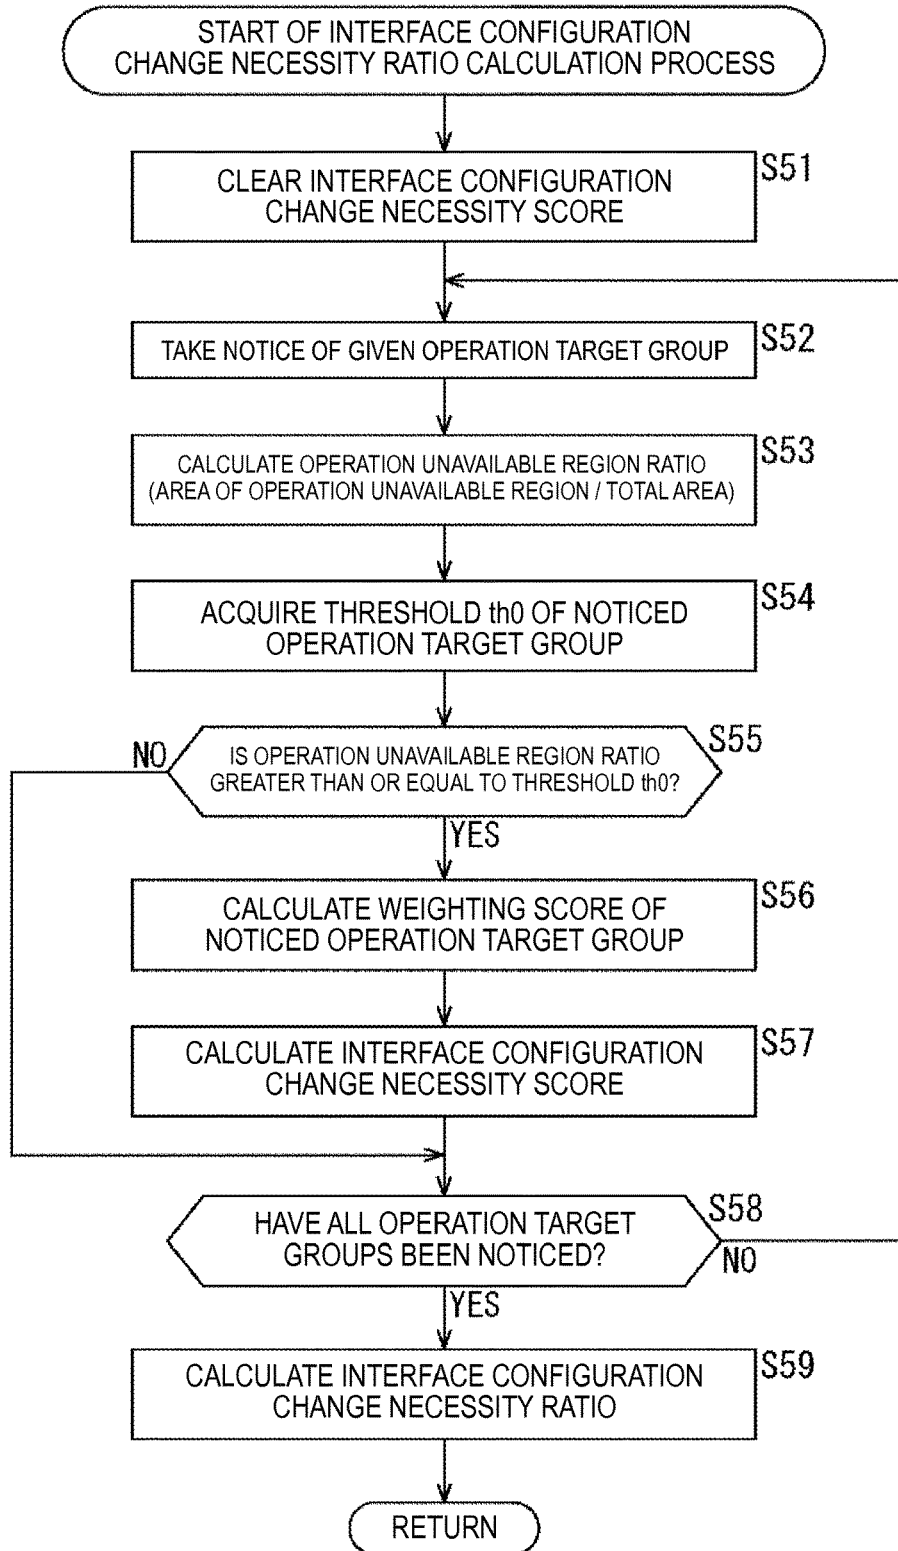 START OF INTERFACE CONFIGURATION
CHANGE NECESSITY RATIO CALCULATION PROCESS
S51
CLEAR INTERFACE CONFIGURATION
CHANGE NECESSITY SCORE
S52
TAKE NOTICE OF GIVEN OPERATION TARGET GROUP
S53
CALCULATE OPERATION UNAVAILABLE REGION RATIO
(AREA OF OPERATION UNAVAILABLE REGION / TOTAL AREA)
S54
ACQUIRE THRESHOLD th0 OF NOTICED
OPERATION TARGET GROUP
S55
NO
IS OPERATION UNAVAILABLE REGION RATIO
GREATER THAN OR EQUAL TO THRESHOLD th0?
YES
S56
CALCULATE WEIGHTING SCORE OF
NOTICED OPERATION TARGET GROUP
S57
CALCULATE INTERFACE CONFIGURATION
CHANGE NECESSITY SCORE
S58
HAVE ALL OPERATION TARGET
GROUPS BEEN NOTICED?
NO
YES
S59
CALCULATE INTERFACE CONFIGURATION
CHANGE NECESSITY RATIO
RETURN